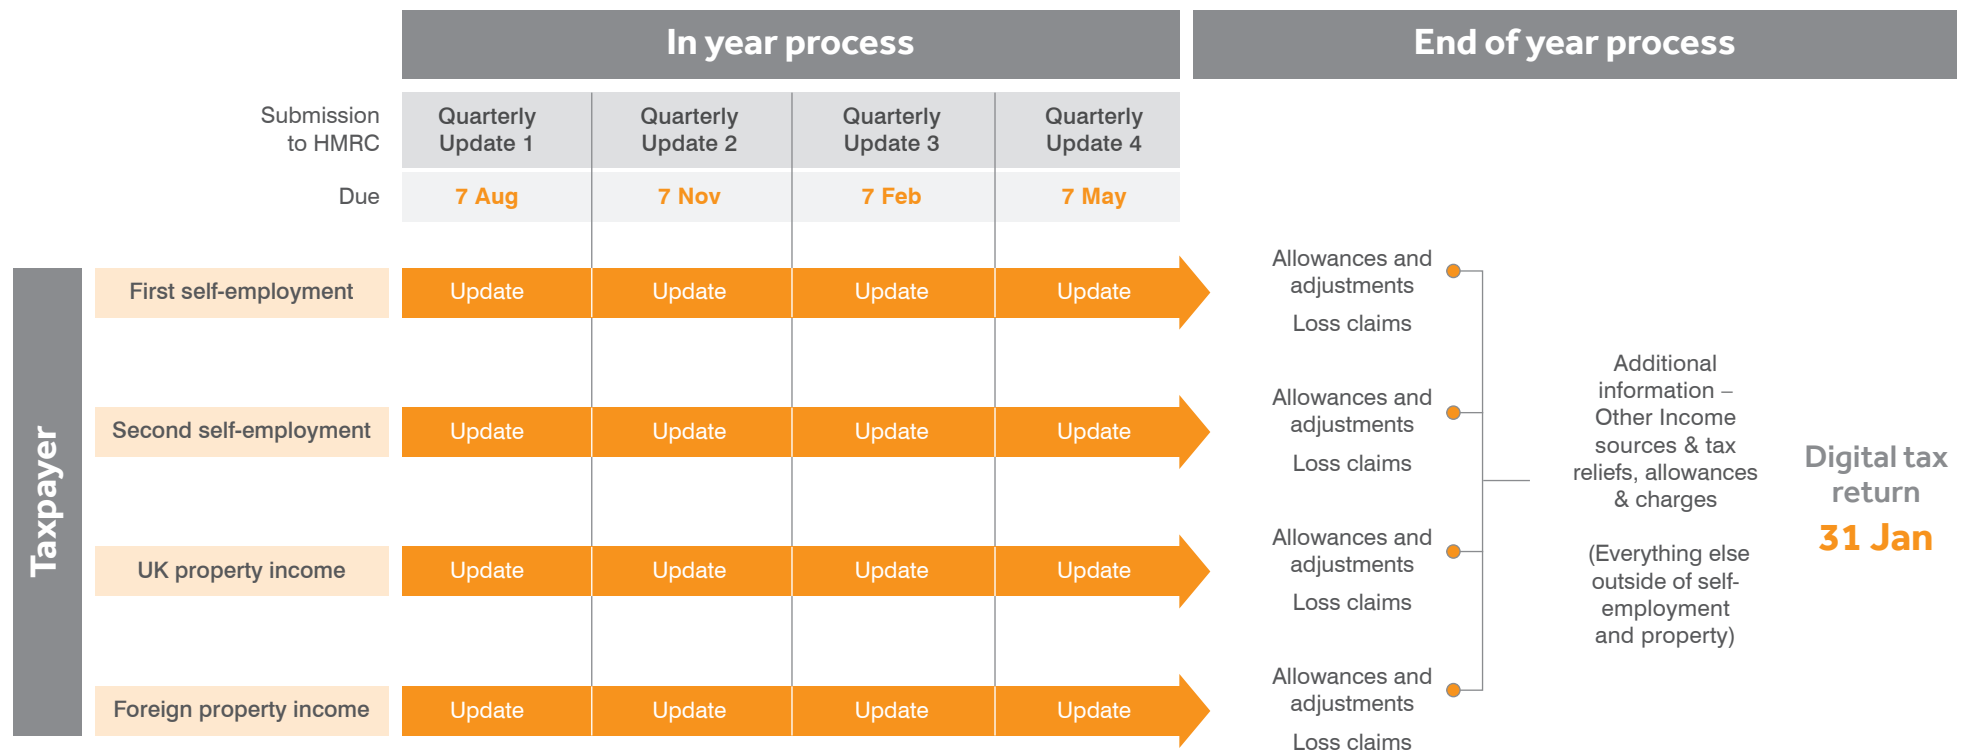 In year process
End of year process
Submission
to HMRC
Quarterly
Update 1
Quarterly
Update 2
Quarterly
Update 3
Quarterly
Update 4
Due
7 Aug
7 Nov
7 Feb
7 May
Taxpayer
First self-employment
Update
Update
Update
Update
Allowances and
adjustments
Loss claims
Second self-employment
Update
Update
Update
Update
Allowances and
adjustments
Loss claims
UK property income
Update
Update
Update
Update
Allowances and
adjustments
Loss claims
Foreign property income
Update
Update
Update
Update
Allowances and
adjustments
Loss claims
Additional
information –
Other Income
sources & tax
reliefs, allowances
& charges
(Everything else
outside of self-
employment
and property)
Digital tax
return
31 Jan